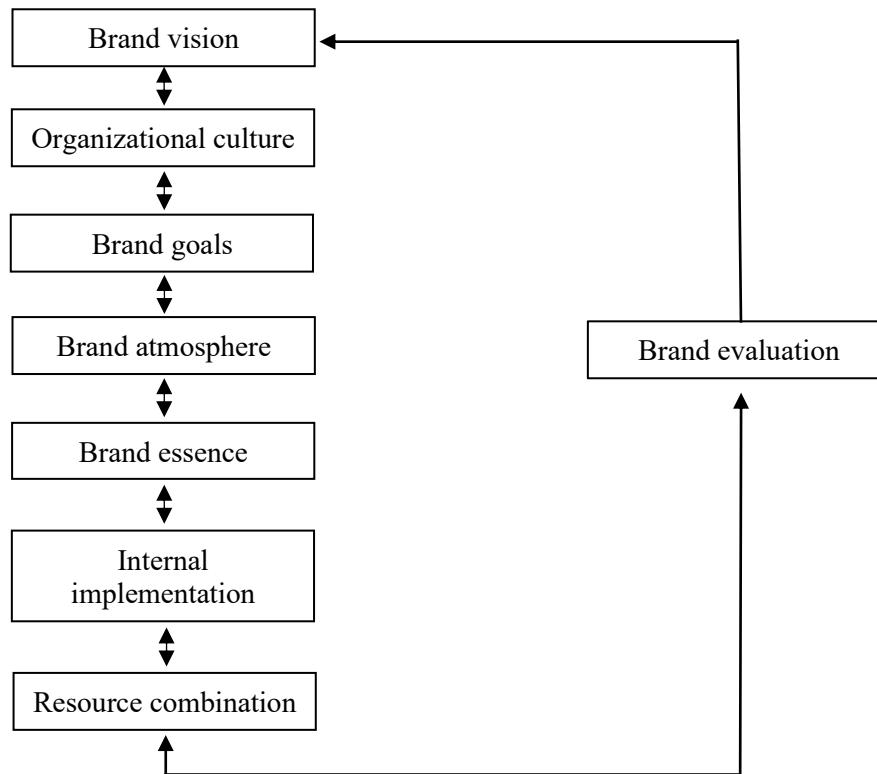 Brand vision
Organizational culture
Brand goals
Brand atmosphere
Brand evaluation
Brand essence
Internal
implementation
Resource combination